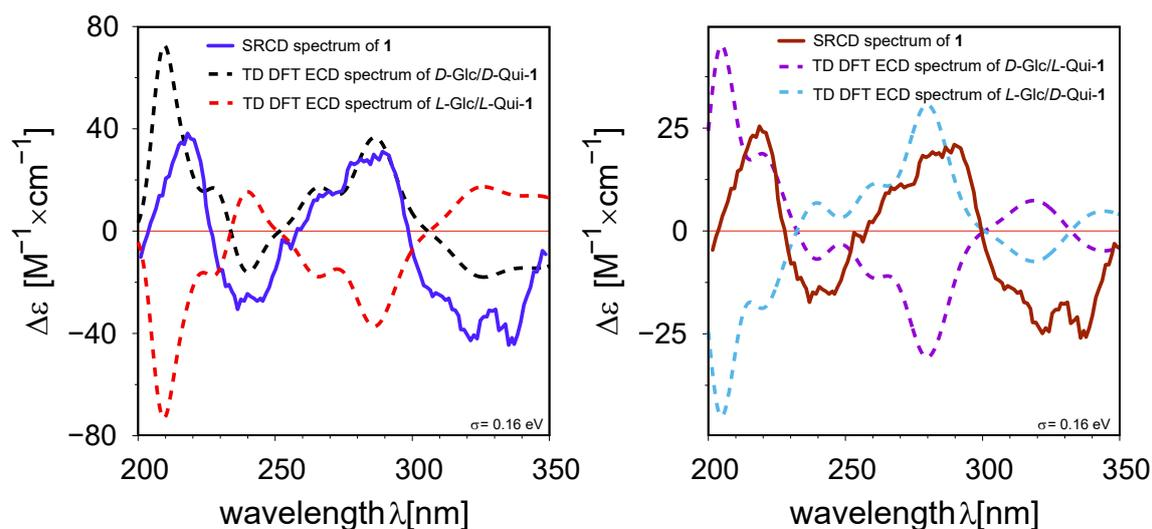 80
40
0
−40
−80
Δε [M⁻¹×cm⁻¹]
SRCD spectrum of 1
TD DFT ECD spectrum of D-Glc/D-Qui-1
TD DFT ECD spectrum of L-Glc/L-Qui-1
σ= 0.16 eV
200 250 300 350
wavelength λ[nm]
25
0
−25
Δε [M⁻¹×cm⁻¹]
SRCD spectrum of 1
TD DFT ECD spectrum of D-Glc/L-Qui-1
TD DFT ECD spectrum of L-Glc/D-Qui-1
σ= 0.16 eV
200 250 300 350
wavelength λ[nm]